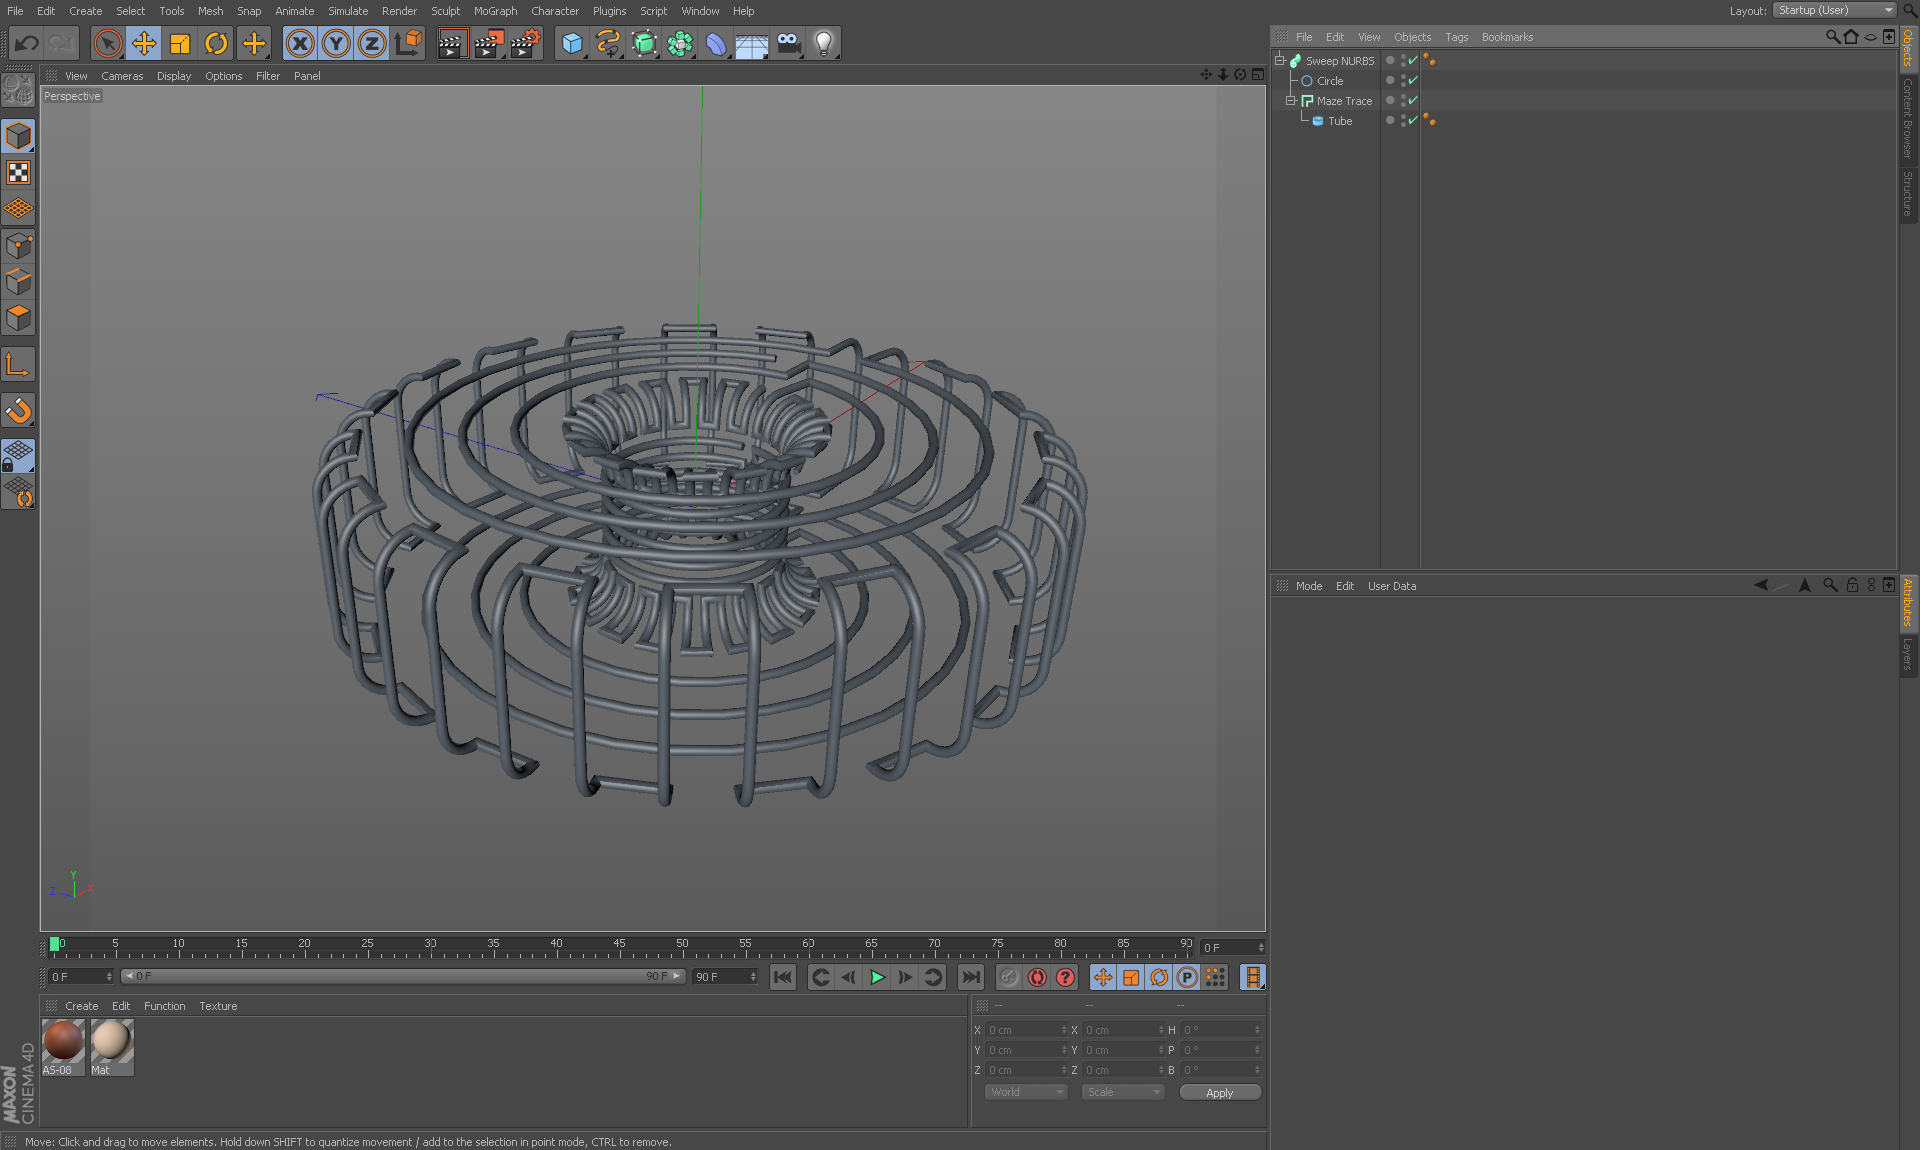 File Edit Create Select Tools Mesh Snap Animate Simulate Render Sculpt MoGraph Character Plugins Script Window Help Layout: Startup (User)
X Y Z
File Edit View Objects Tags Bookmarks
View Cameras Display Options Filter Panel
Perspective
Sweep NURBS
Circle
Maze Trace
Tube
Objects
Content Browser
Structure
Mode Edit User Data
Attributes
Layers
Y
Z X
0 5 10 15 20 25 30 35 40 45 50 55 60 65 70 75 80 85 90 0 F
0 F 0 F 90 F 90 F ? P
Create Edit Function Texture -- -- --
X 0 cm X 0 cm H 0 °
Y 0 cm Y 0 cm P 0 °
Z 0 cm Z 0 cm B 0 °
World Scale Apply
AS-08 Mat
MAXON
CINEMA 4D
Move: Click and drag to move elements. Hold down SHIFT to quantize movement / add to the selection in point mode, CTRL to remove.